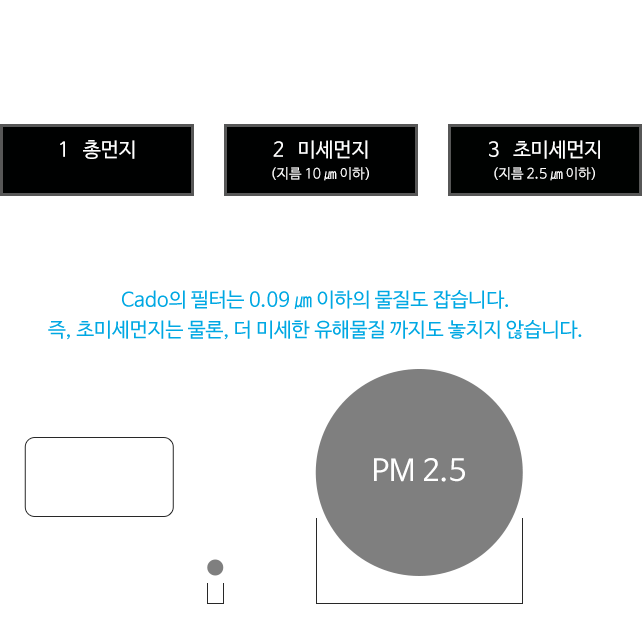 1 총먼지
2 미세먼지
(지름 10 ㎛ 이하)
3 초미세먼지
(지름 2.5 ㎛ 이하)
Cado의 필터는 0.09 ㎛ 이하의 물질도 잡습니다.
즉, 초미세먼지는 물론, 더 미세한 유해물질 까지도 놓치지 않습니다.
PM 2.5